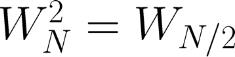 $W_N^2 = W_{N/2}$